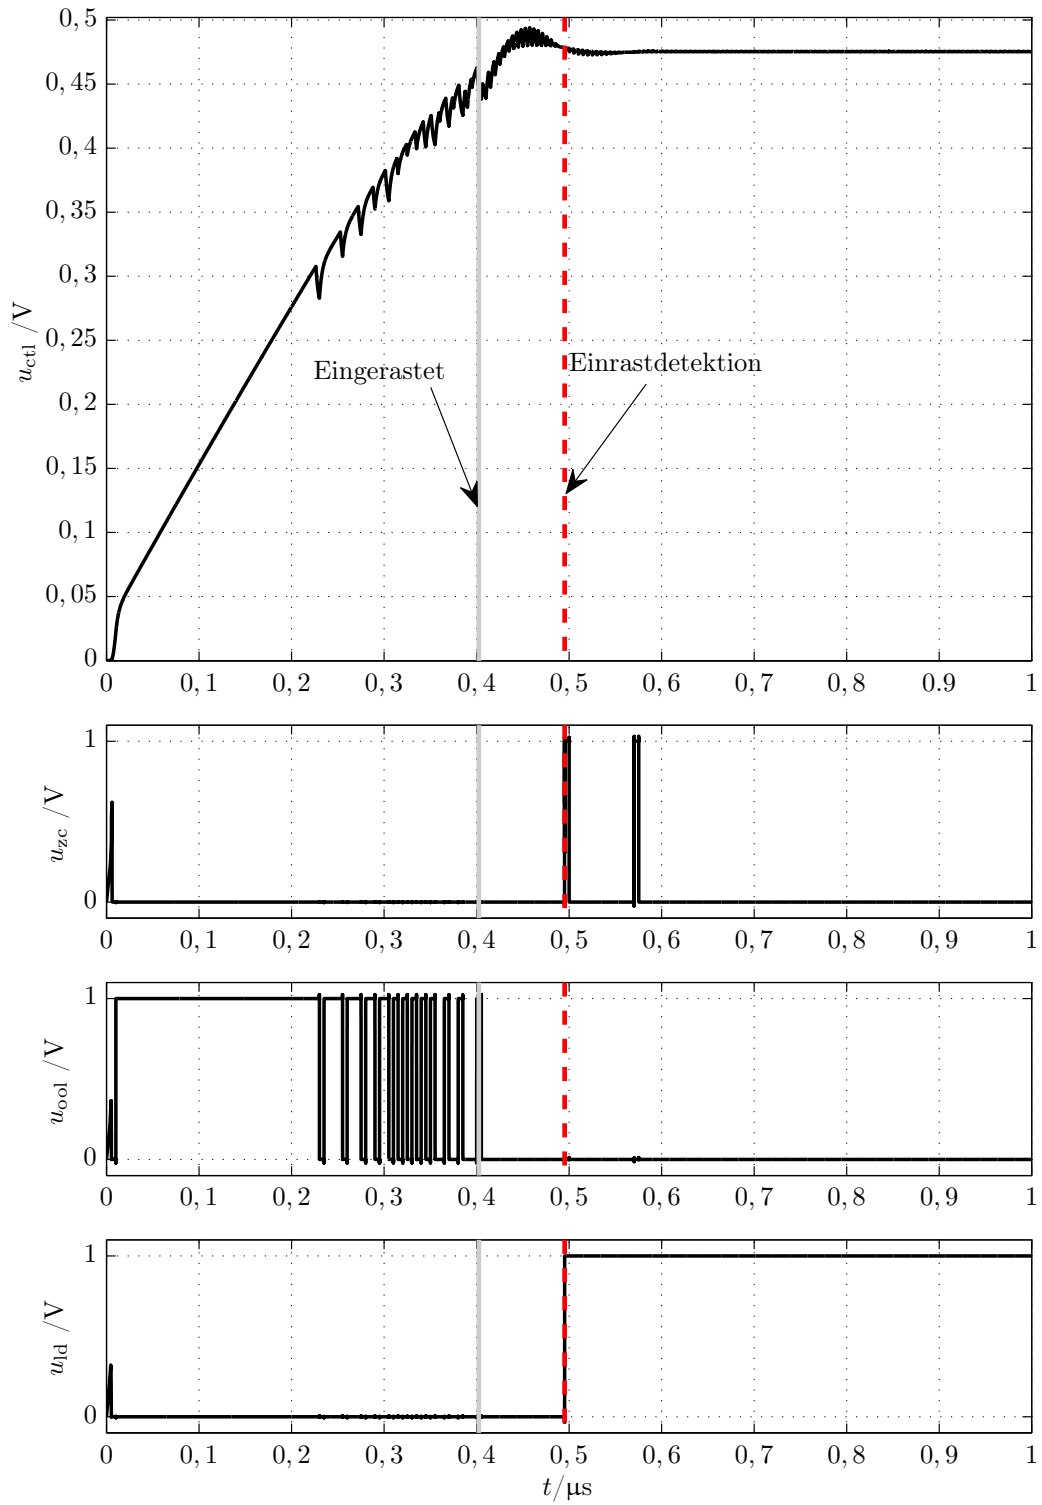 0, 5
0, 45
0, 4
0, 35
0, 3
0, 25
0, 2
0, 15
0, 1
0, 05
0
u_ctl /V
Eingerastet
Einrastdetektion
0 0, 1 0, 2 0, 3 0, 4 0, 5 0, 6 0, 7 0, 8 0.9 1
1
0
u_zc /V
0 0, 1 0, 2 0, 3 0, 4 0, 5 0, 6 0, 7 0, 8 0, 9 1
1
0
u_ool /V
0 0, 1 0, 2 0, 3 0, 4 0, 5 0, 6 0, 7 0, 8 0, 9 1
1
0
u_ld /V
0 0, 1 0, 2 0, 3 0, 4 0, 5 0, 6 0, 7 0, 8 0, 9 1
t/μs